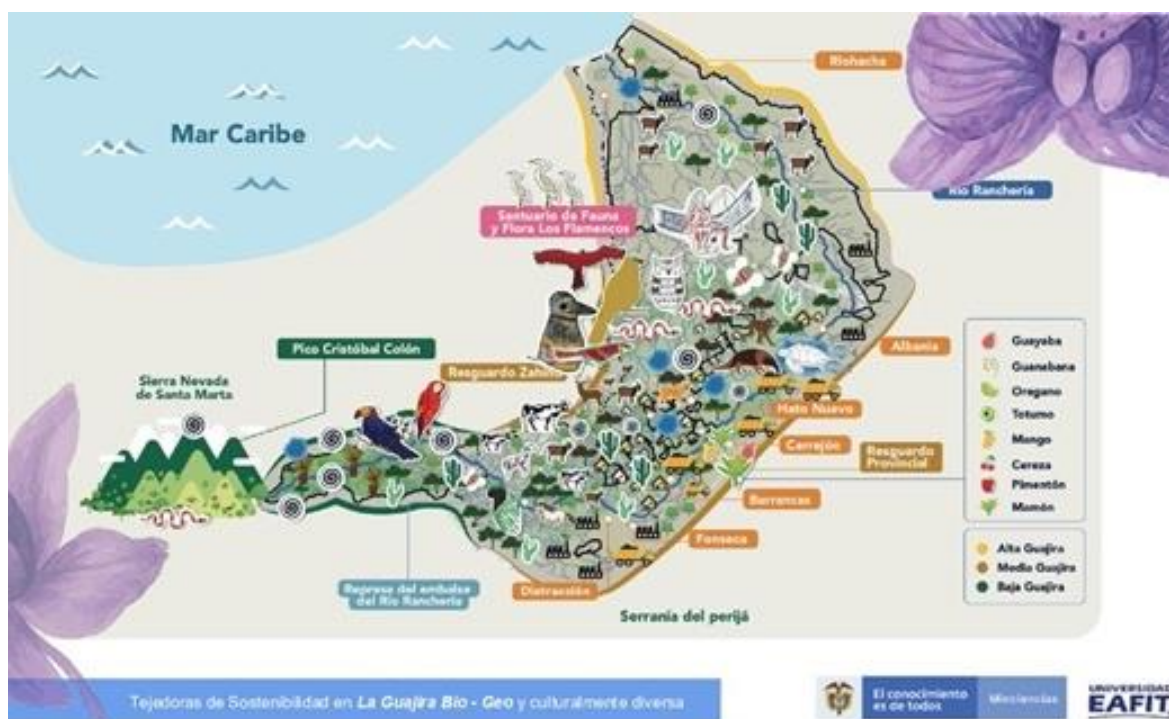 Riohacha
Mar Caribe
Río Ranchería
Santuario de Fauna
y Flora Los Flamencos
Pico Cristóbal Colón
Albania
Resguardo
Sierra Nevada
de Santa Marta
Hato Nuevo
Cerrejón
Resguardo
Provincial
Barrancas
Fonseca
Distracción
Represa del embalse
del Río Ranchería
Serranía del perijá
Guayaba
Guanabana
Oregano
Totumo
Mango
Cereza
Pimentón
Mamón
Alta Guajira
Media Guajira
Baja Guajira
Tejedoras de Sostenibilidad en La Guajira Bio - Geo y culturalmente diversa
El conocimiento
es de todos
Minciencias
UNIVERSIDAD
EAFIT